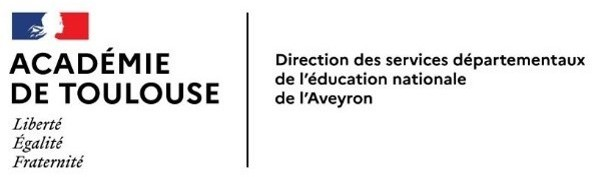 ACADÉMIE
DE TOULOUSE
Liberté
Égalité
Fraternité
Direction des services départementaux
de l'éducation nationale
de l'Aveyron